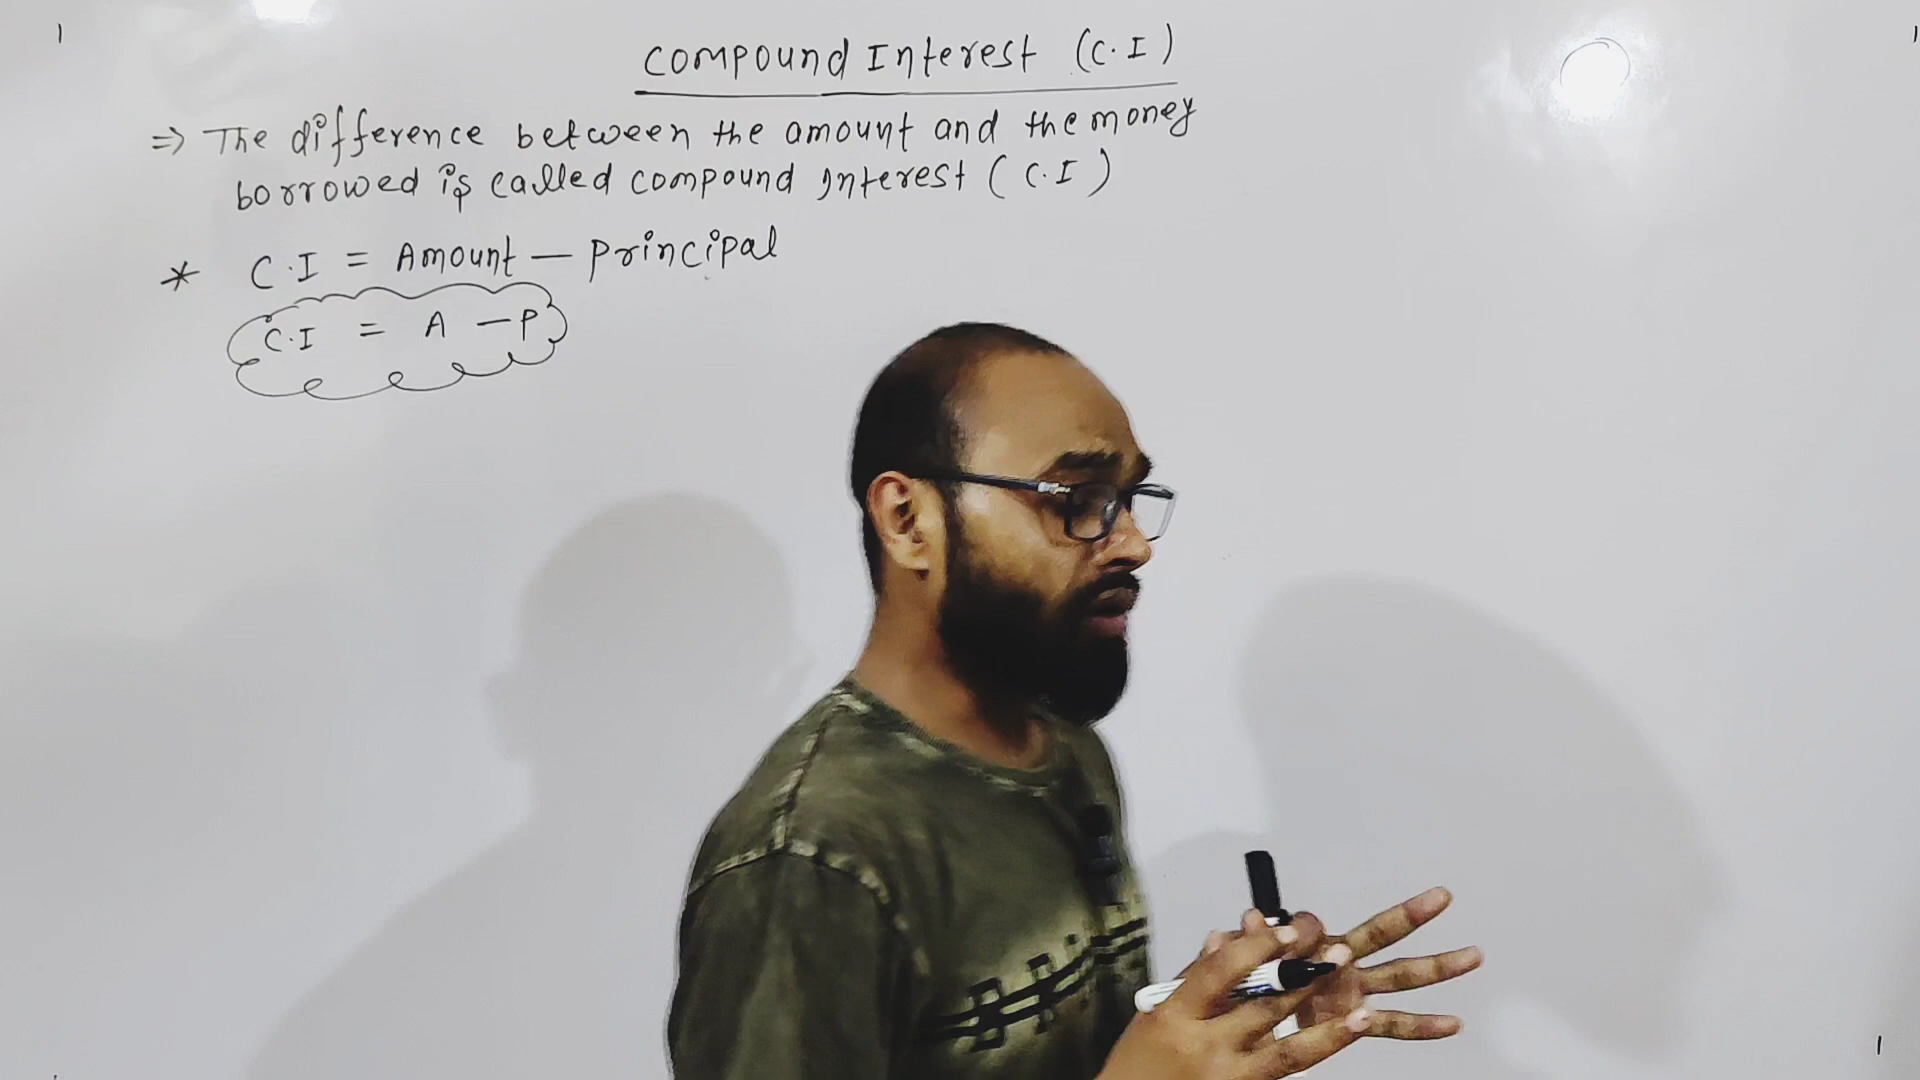 Compound Interest (C.I)
⇒ The difference between the amount and the money
borrowed is called compound Interest (C.I)
* C.I = Amount — Principal
C.I = A — P